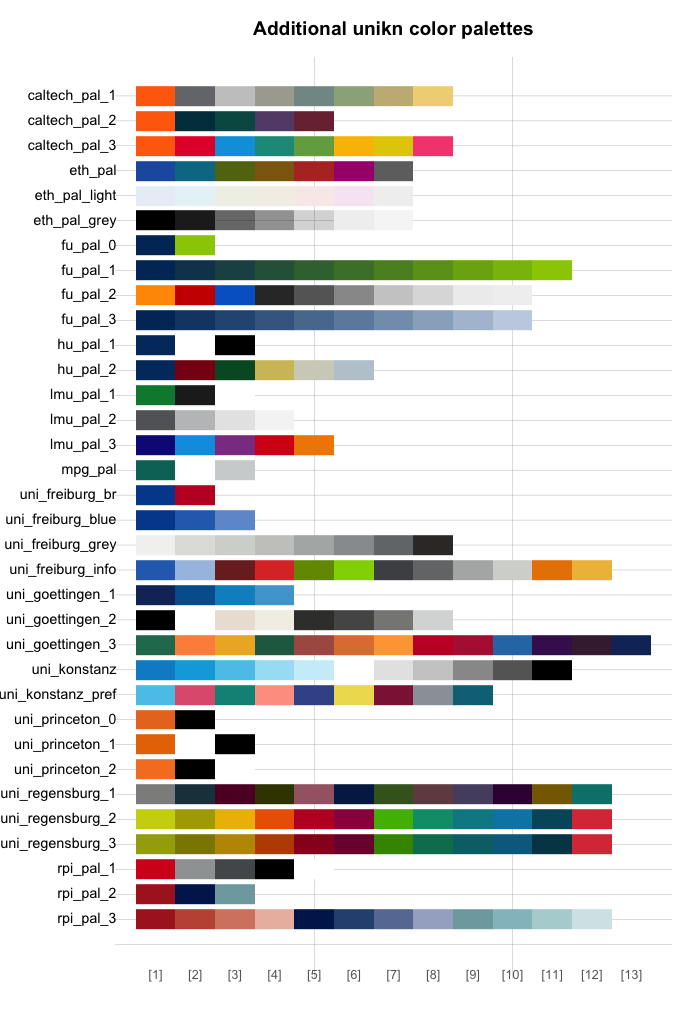 Additional unikn color palettes
caltech_pal_1
caltech_pal_2
caltech_pal_3
eth_pal
eth_pal_light
eth_pal_grey
fu_pal_0
fu_pal_1
fu_pal_2
fu_pal_3
hu_pal_1
hu_pal_2
lmu_pal_1
lmu_pal_2
lmu_pal_3
mpg_pal
uni_freiburg_br
uni_freiburg_blue
uni_freiburg_grey
uni_freiburg_info
uni_goettingen_1
uni_goettingen_2
uni_goettingen_3
uni_konstanz
uni_konstanz_pref
uni_princeton_0
uni_princeton_1
uni_princeton_2
uni_regensburg_1
uni_regensburg_2
uni_regensburg_3
rpi_pal_1
rpi_pal_2
rpi_pal_3
[1] [2] [3] [4] [5] [6] [7] [8] [9] [10] [11] [12] [13]